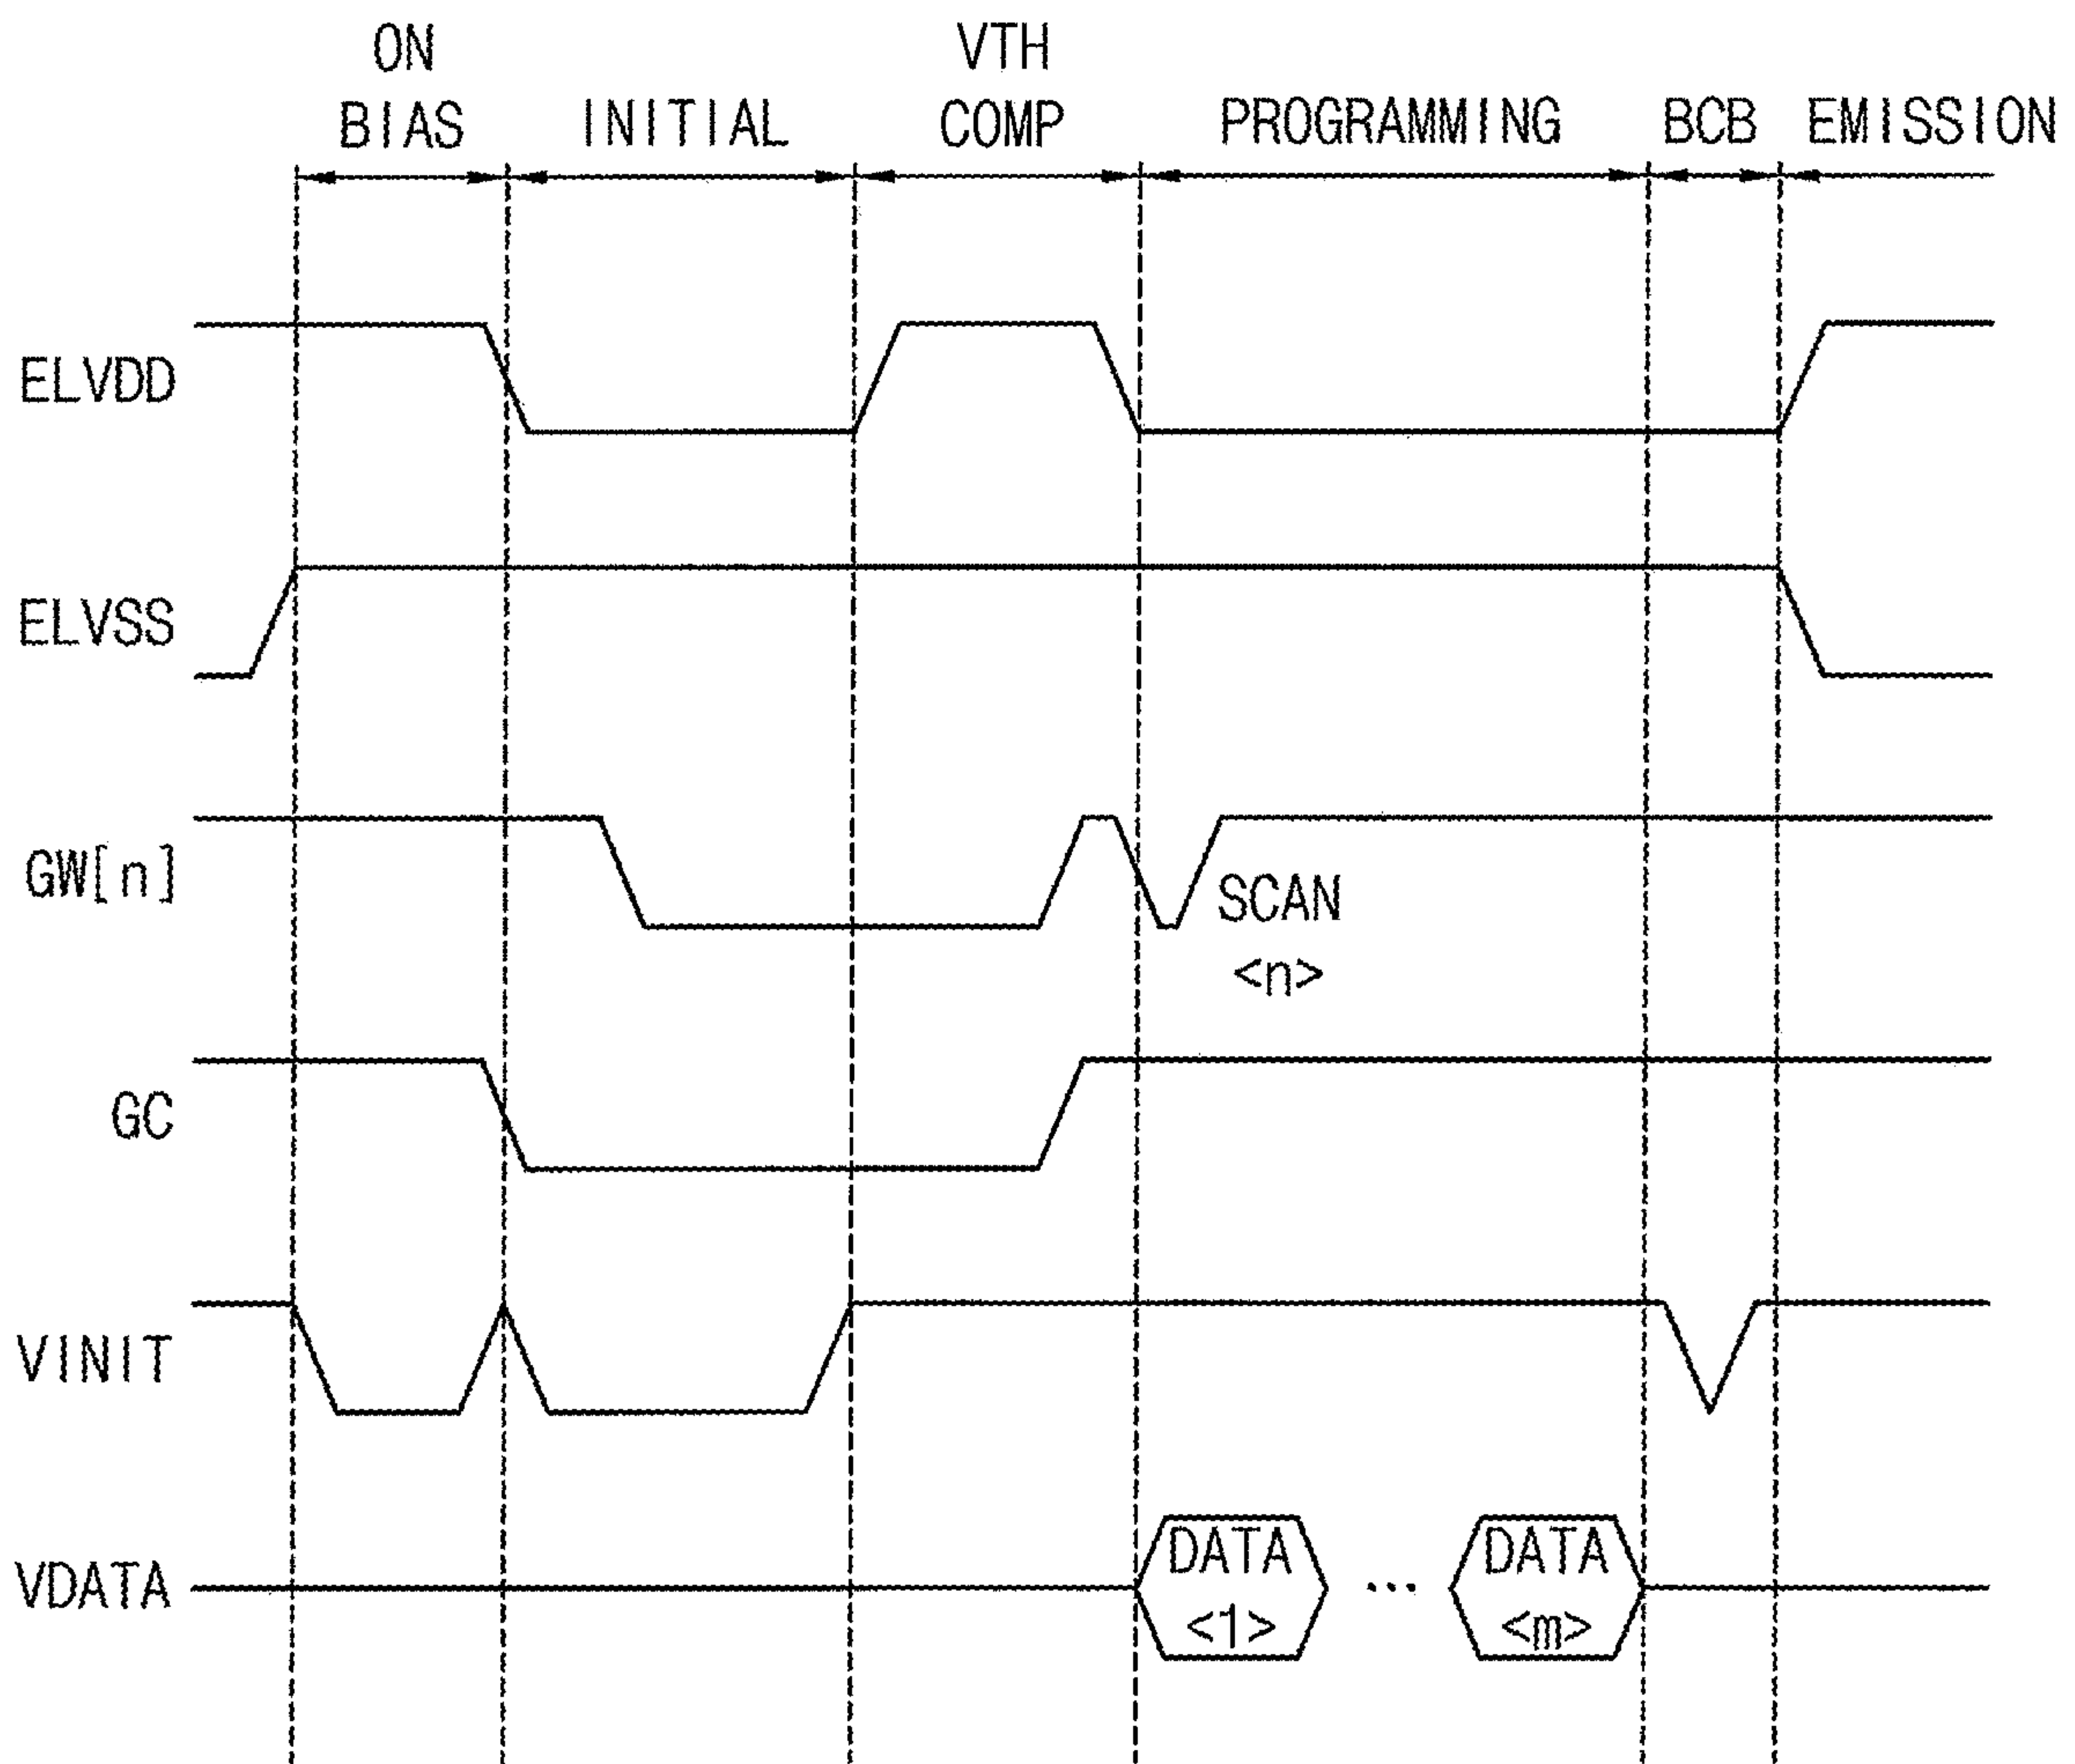 ON
BIAS
INITIAL
VTH
COMP
PROGRAMMING
BCB
EMISSION
ELVDD
ELVSS
GW[n]
SCAN
<n>
GC
VINIT
VDATA
DATA
<1>
...
DATA
<m>